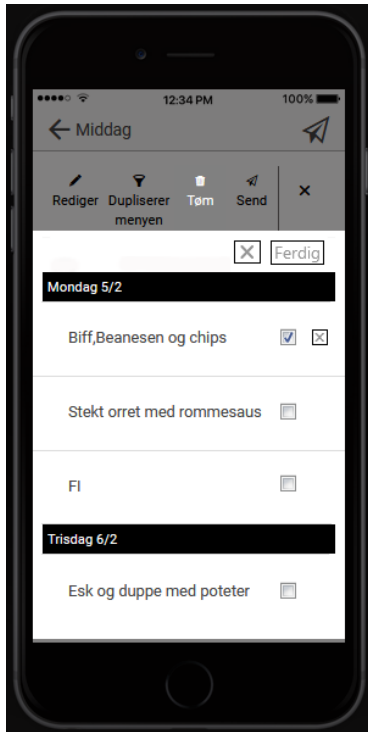 12:34 PM 100%
Middag
Rediger Dupliserer menyen Tøm Send
Ferdig
Mondag 5/2
Biff,Beanesen og chips
Stekt orret med rommesaus
FI
Trisdag 6/2
Esk og duppe med poteter